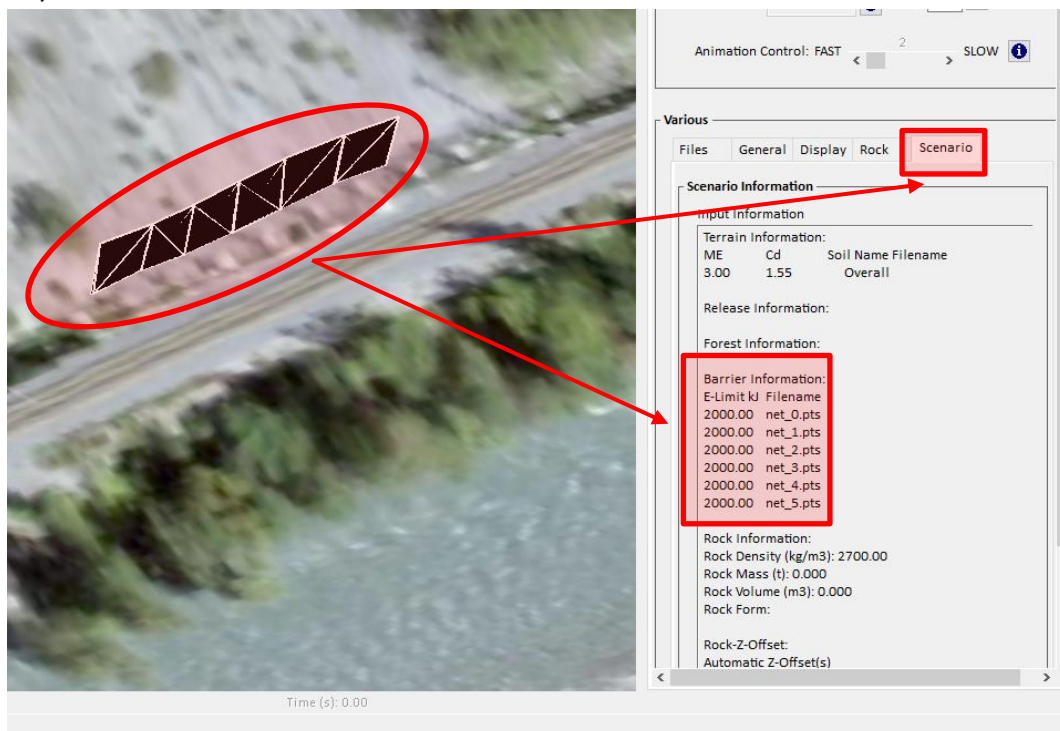 2
Animation Control: FAST SLOW
Various
Files General Display Rock Scenario
Scenario Information
Input Information
Terrain Information:
ME Cd Soil Name Filename
3.00 1.55 Overall
Release Information:
Forest Information:
Barrier Information:
E-Limit kJ Filename
2000.00 net_0.pts
2000.00 net_1.pts
2000.00 net_2.pts
2000.00 net_3.pts
2000.00 net_4.pts
2000.00 net_5.pts
Rock Information:
Rock Density (kg/m3): 2700.00
Rock Mass (t): 0.000
Rock Volume (m3): 0.000
Rock Form:
Rock-Z-Offset:
Automatic Z-Offset(s)
Time (s): 0.00